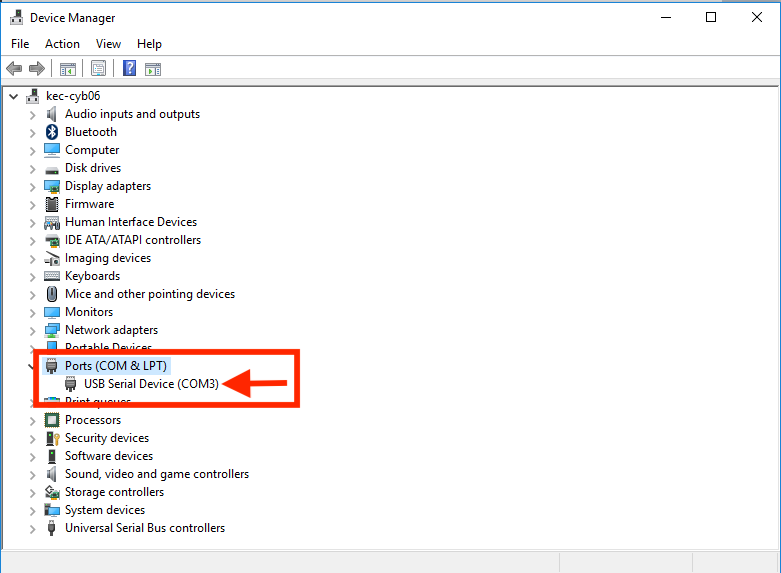 Device Manager
File Action View Help
kec-cyb06
Audio inputs and outputs
Bluetooth
Computer
Disk drives
Display adapters
Firmware
Human Interface Devices
IDE ATA/ATAPI controllers
Imaging devices
Keyboards
Mice and other pointing devices
Monitors
Network adapters
Portable Devices
Ports (COM & LPT)
USB Serial Device (COM3)
Print queues
Processors
Security devices
Software devices
Sound, video and game controllers
Storage controllers
System devices
Universal Serial Bus controllers